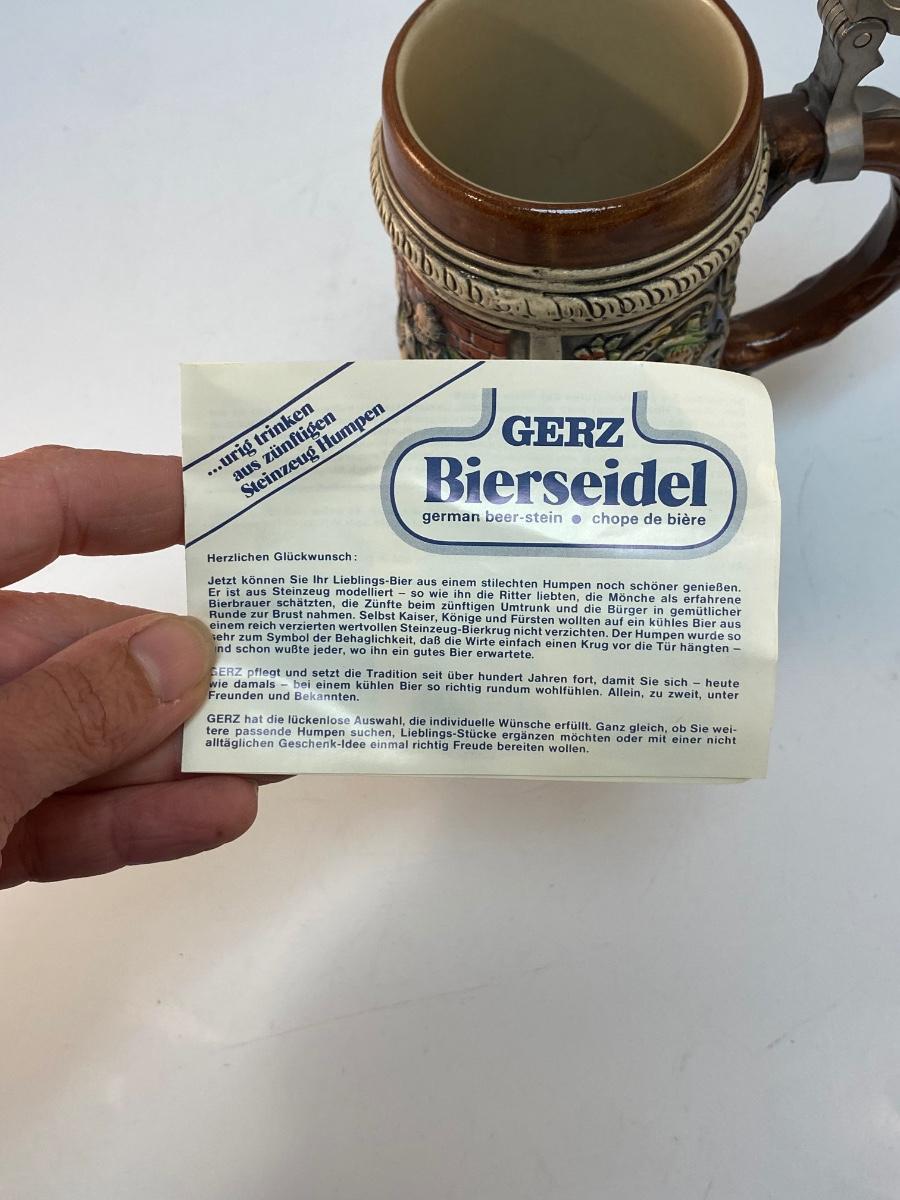 ...urig trinken
aus zünftigen
Steinzeug Humpen
GERZ
Bierseidel
german beer-stein ● chope de bière
Herzlichen Glückwunsch:
Jetzt können Sie Ihr Lieblings-Bier aus einem stilechten Humpen noch schöner genießen.
Er ist aus Steinzeug modelliert – so wie ihn die Ritter liebten, die Mönche als erfahrene
Bierbrauer schätzten, die Zünfte beim zünftigen Umtrunk und die Bürger in gemütlicher
Runde zur Brust nahmen. Selbst Kaiser, Könige und Fürsten wollten auf ein kühles Bier aus
einem reich verzierten wertvollen Steinzeug-Bierkrug nicht verzichten. Der Humpen wurde so
sehr zum Symbol der Behaglichkeit, daß die Wirte einfach einen Krug vor die Tür hängten –
und schon wußte jeder, wo ihn ein gutes Bier erwartete.
GERZ pflegt und setzt die Tradition seit über hundert Jahren fort, damit Sie sich – heute
wie damals – bei einem kühlen Bier so richtig rundum wohlfühlen. Allein, zu zweit, unter
Freunden und Bekannten.
GERZ hat die lückenlose Auswahl, die individuelle Wünsche erfüllt. Ganz gleich, ob Sie wei-
tere passende Humpen suchen, Lieblings-Stücke ergänzen möchten oder mit einer nicht
alltäglichen Geschenk-Idee einmal richtig Freude bereiten wollen.